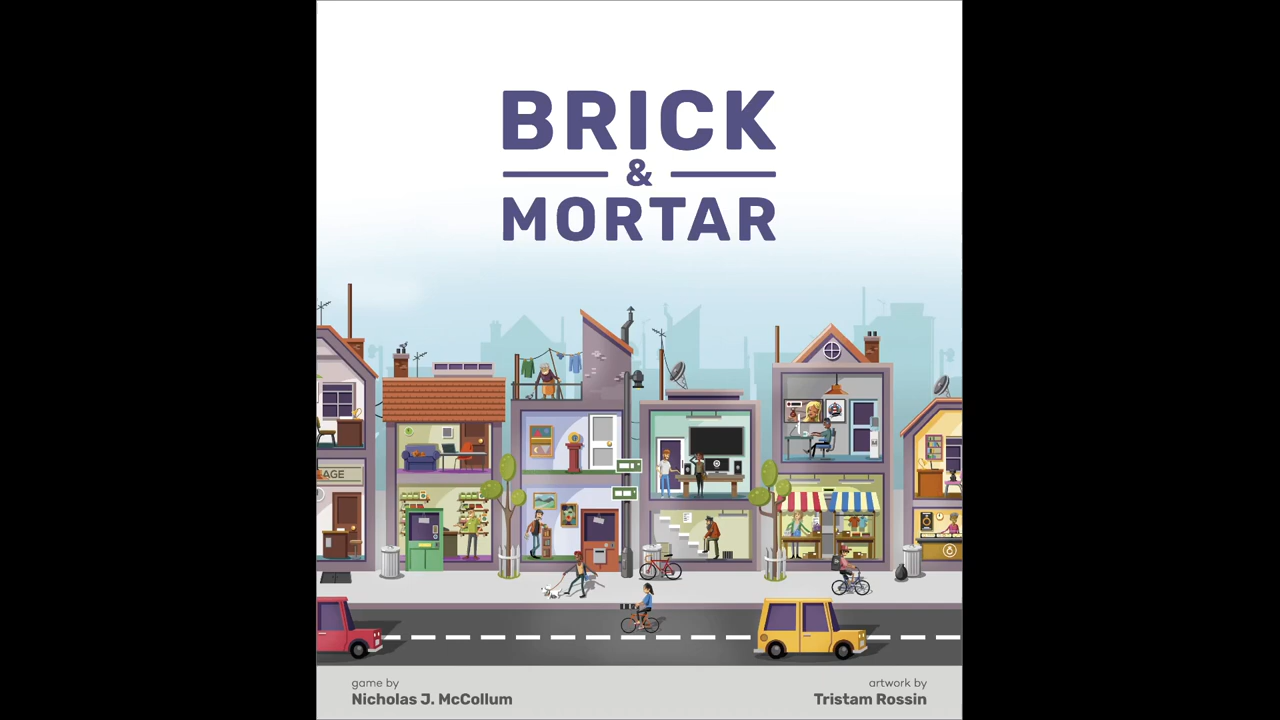 BRICK
&
MORTAR
AGE
game by
Nicholas J. McCollum
artwork by
Tristam Rossin